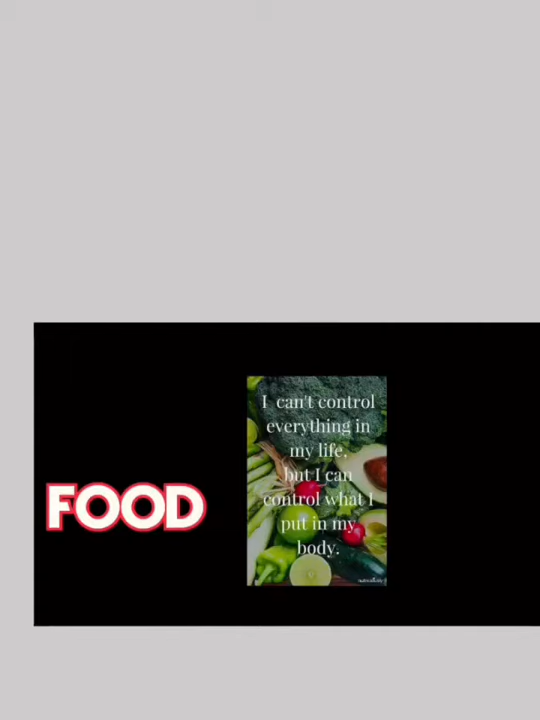 FOOD
I can't control
everything in
my life,
but I can
control what I
put in my
body.